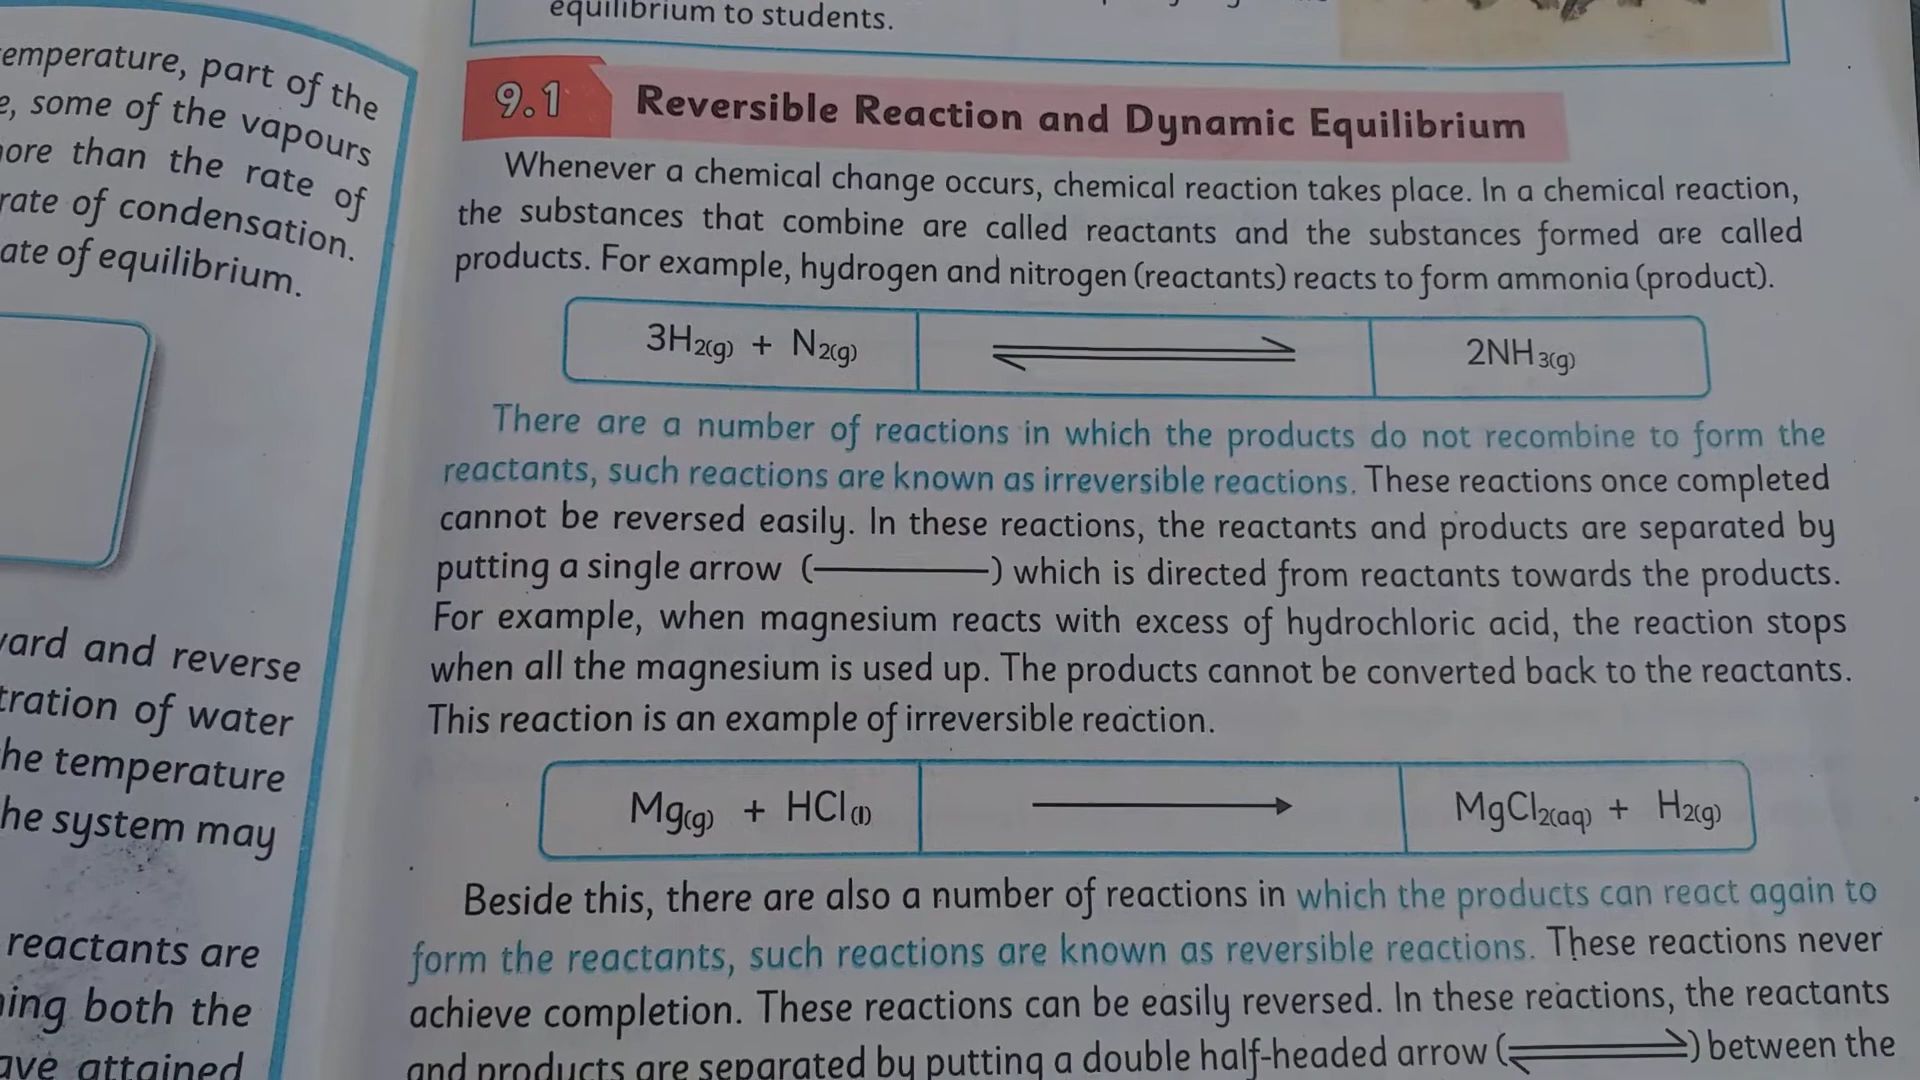 emperature, part of the
e, some of the vapours
ore than the rate of
rate of condensation.
ate of equilibrium.
ard and reverse
tration of water
he temperature
he system may
reactants are
ing both the
ave attained
equilibrium to students.
9.1 Reversible Reaction and Dynamic Equilibrium
Whenever a chemical change occurs, chemical reaction takes place. In a chemical reaction,
the substances that combine are called reactants and the substances formed are called
products. For example, hydrogen and nitrogen (reactants) reacts to form ammonia (product).
3H2(g) + N2(g) ⇌ 2NH3(g)
There are a number of reactions in which the products do not recombine to form the
reactants, such reactions are known as irreversible reactions. These reactions once completed
cannot be reversed easily. In these reactions, the reactants and products are separated by
putting a single arrow (————) which is directed from reactants towards the products.
For example, when magnesium reacts with excess of hydrochloric acid, the reaction stops
when all the magnesium is used up. The products cannot be converted back to the reactants.
This reaction is an example of irreversible reaction.
Mg(g) + HCl(l) → MgCl2(aq) + H2(g)
Beside this, there are also a number of reactions in which the products can react again to
form the reactants, such reactions are known as reversible reactions. These reactions never
achieve completion. These reactions can be easily reversed. In these reactions, the reactants
and products are separated by putting a double half-headed arrow (⇌) between the